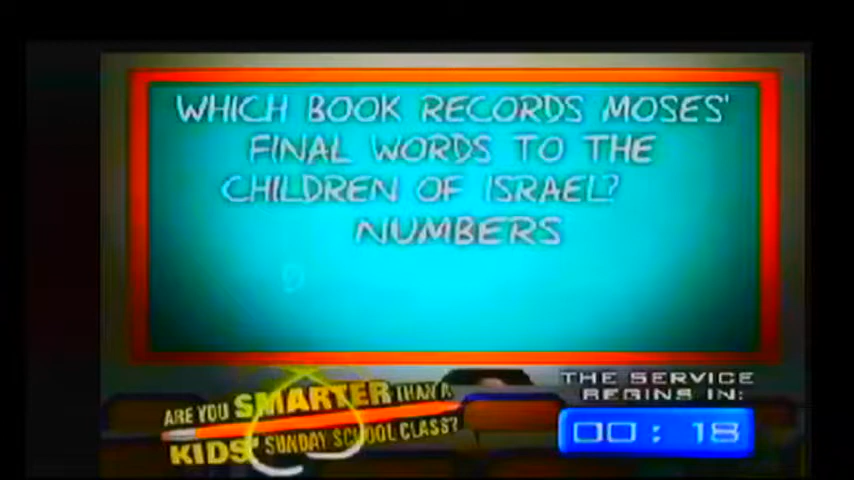 WHICH BOOK RECORDS MOSES'
FINAL WORDS TO THE
CHILDREN OF ISRAEL?
NUMBERS
D
ARE YOU SMARTER THAN A
KIDS' SUNDAY SCHOOL CLASS?
THE SERVICE
BEGINS IN:
00:18